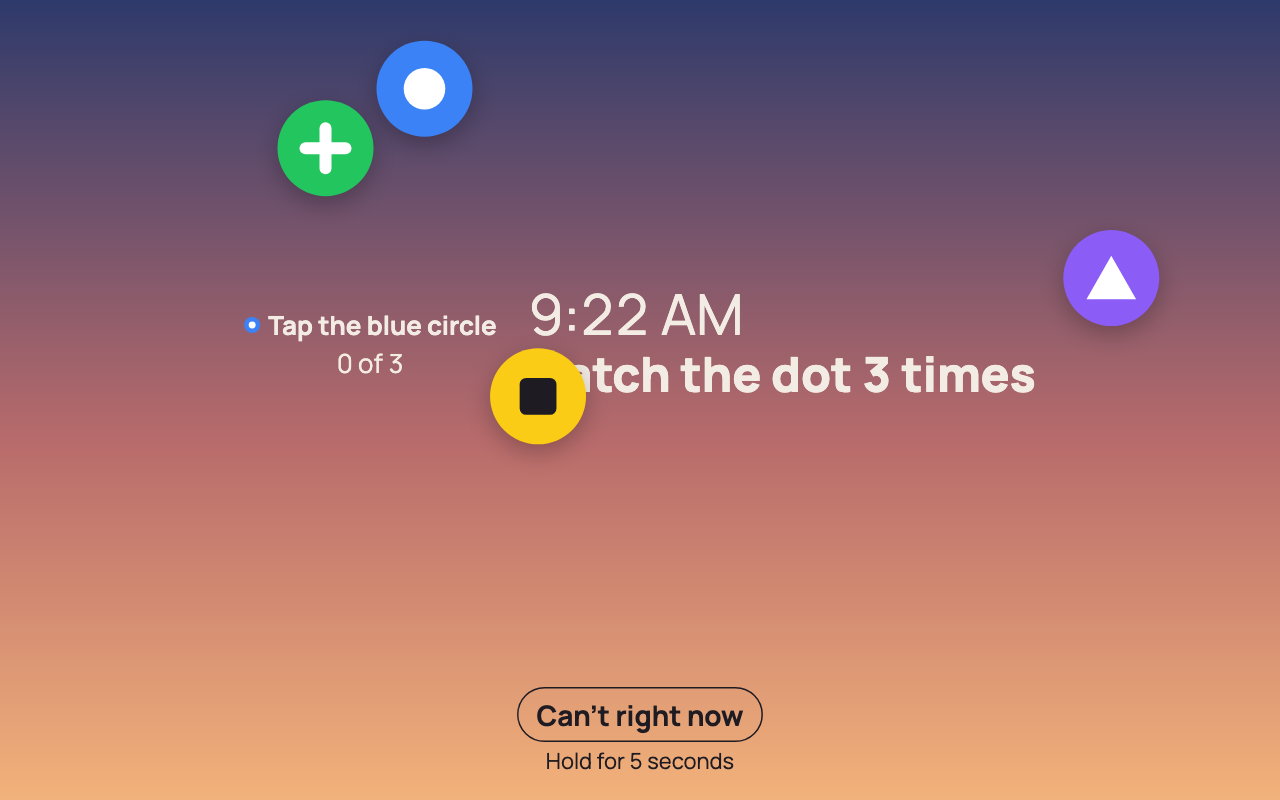 Tap the blue circle
0 of 3
9:22 AM
the dot 3 times
Can't right now
Hold for 5 seconds